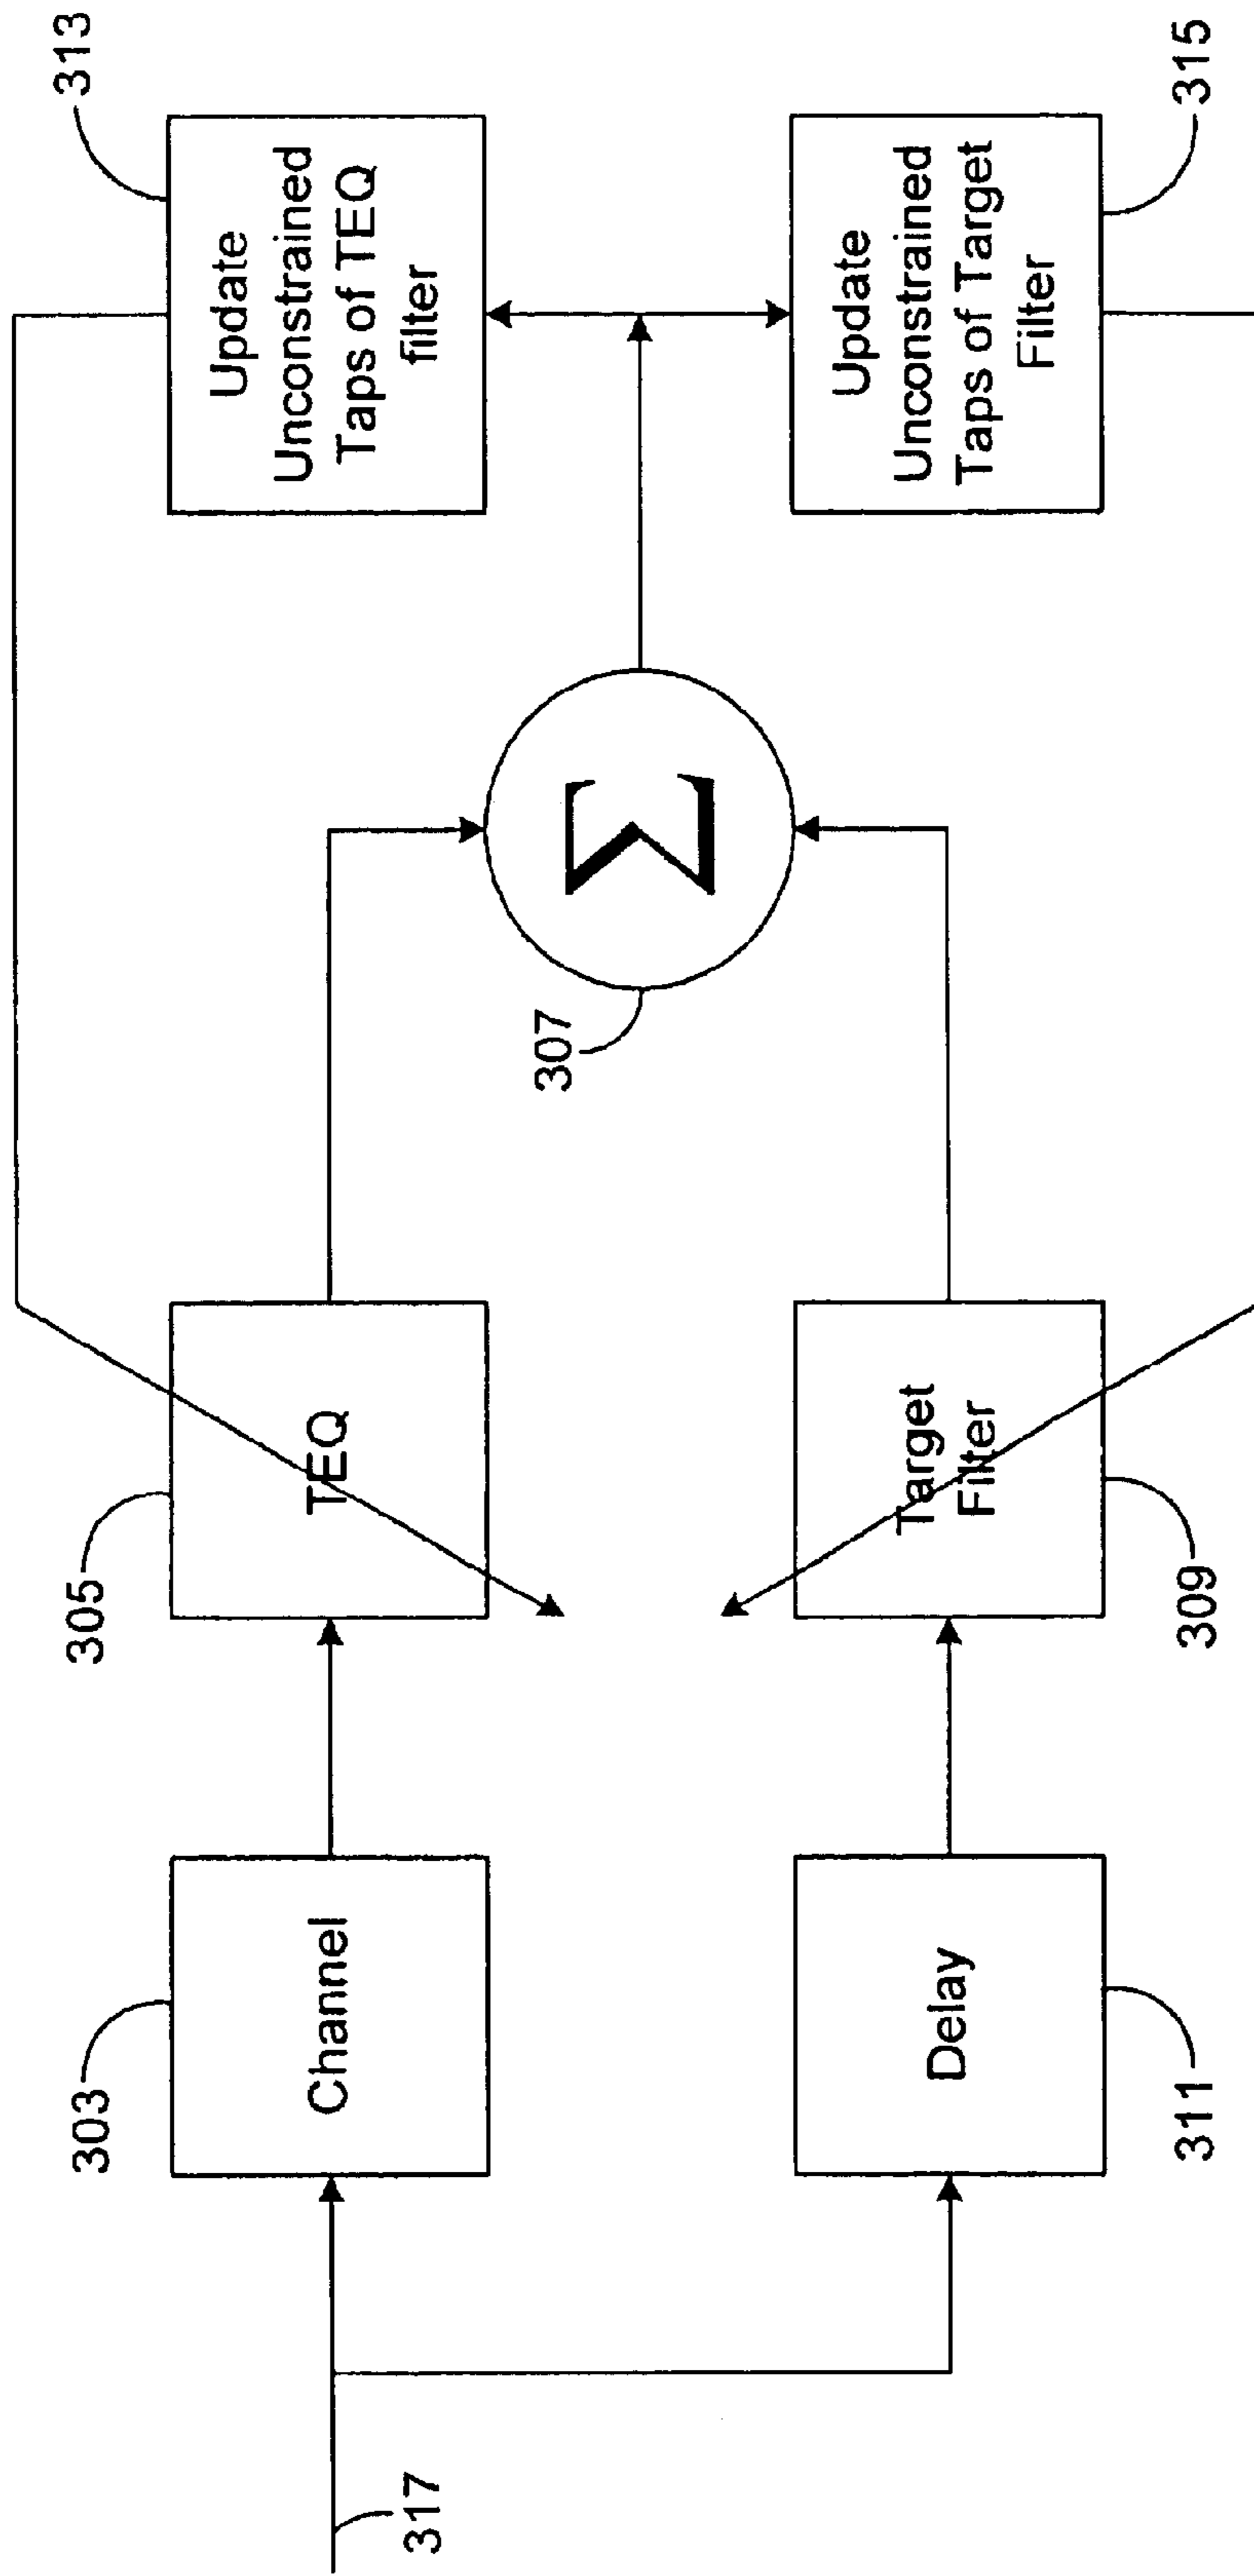 313
Update
Unconstrained
Taps of TEQ
filter
305
TEQ
303
Channel
Σ
307
317
Update
Unconstrained
Taps of Target
Filter
315
Target
Filter
309
Delay
311